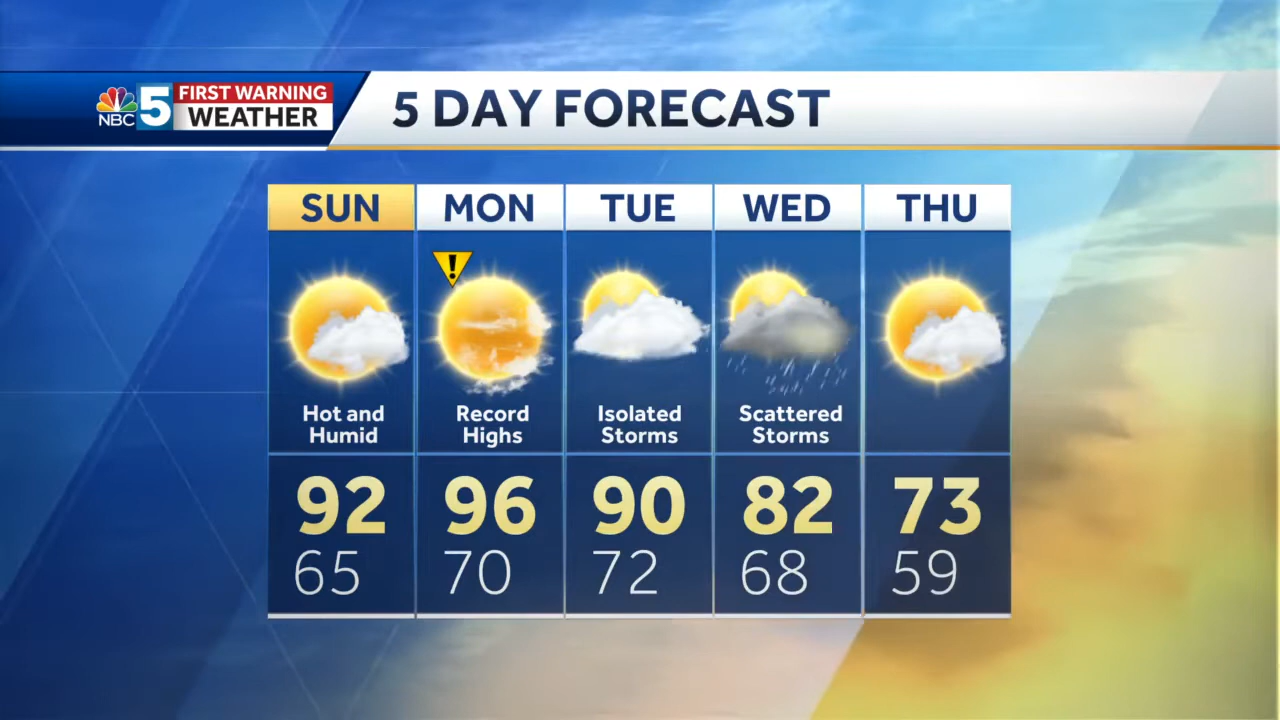 NBC 5 FIRST WARNING
WEATHER
5 DAY FORECAST
SUN MON TUE WED THU
!
Hot and Humid
Record Highs
Isolated Storms
Scattered Storms
92 96 90 82 73
65 70 72 68 59